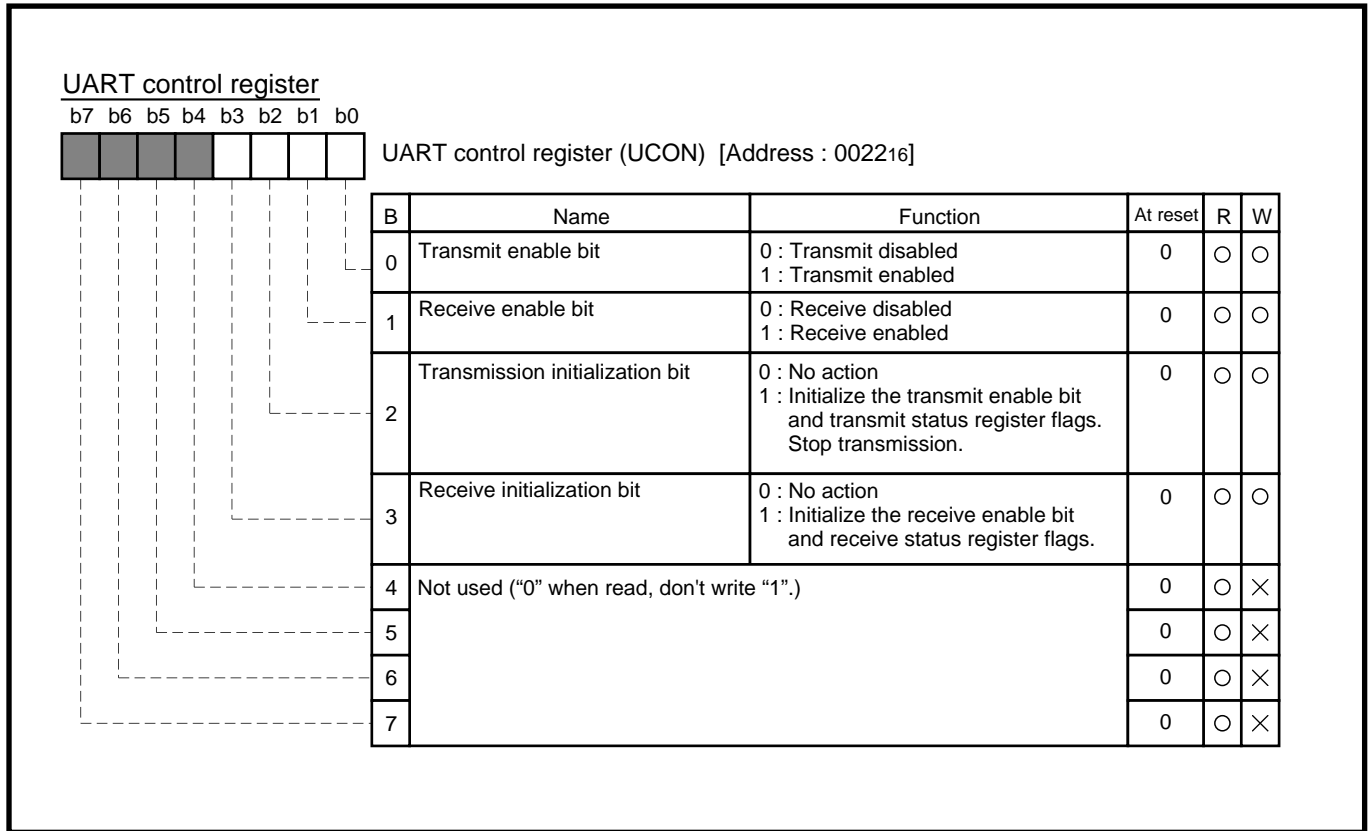 UART control register
b7 b6 b5 b4 b3 b2 b1 b0
UART control register (UCON) [Address : 002216]
B Name Function At reset R W
0 Transmit enable bit 0 : Transmit disabled 0 ○ ○
1 : Transmit enabled
1 Receive enable bit 0 : Receive disabled 0 ○ ○
1 : Receive enabled
2 Transmission initialization bit 0 : No action 0 ○ ○
1 : Initialize the transmit enable bit
and transmit status register flags.
Stop transmission.
3 Receive initialization bit 0 : No action 0 ○ ○
1 : Initialize the receive enable bit
and receive status register flags.
4 Not used (“0” when read, don't write “1”.) 0 ○ ×
5 0 ○ ×
6 0 ○ ×
7 0 ○ ×